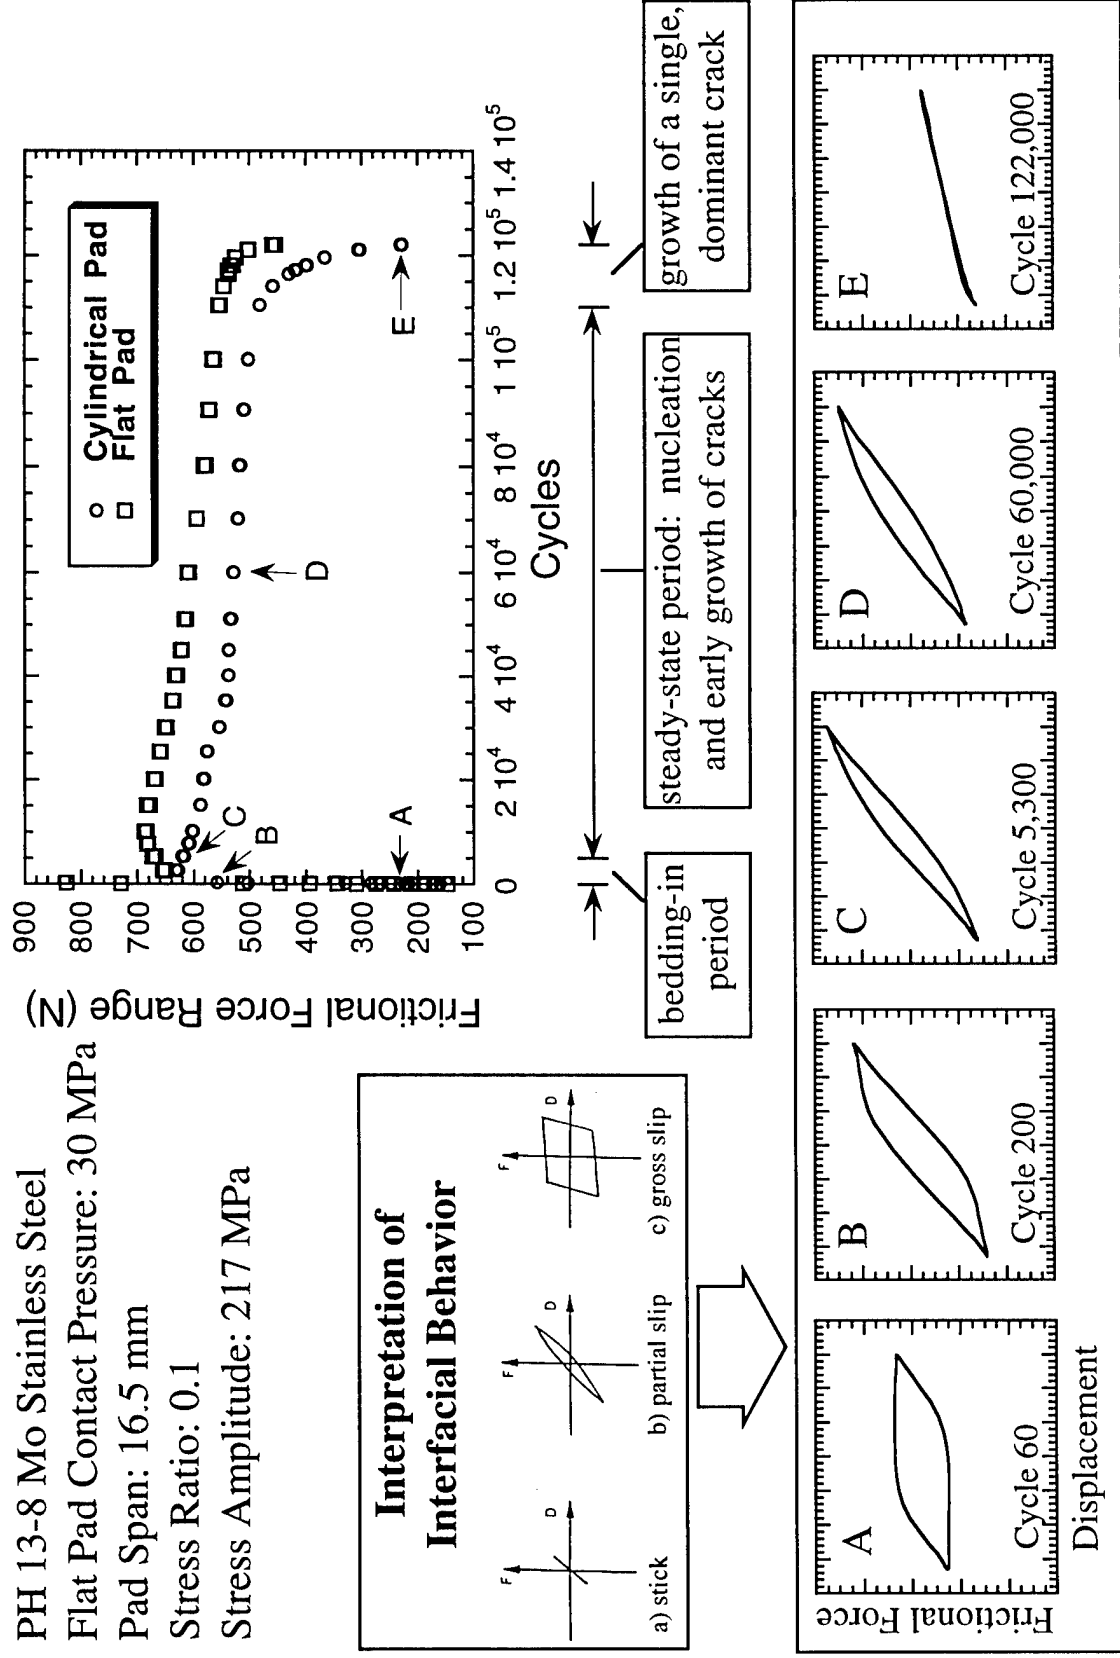 PH 13-8 Mo Stainless Steel
Flat Pad Contact Pressure: 30 MPa
Pad Span: 16.5 mm
Stress Ratio: 0.1
Stress Amplitude: 217 MPa
Frictional Force Range (N)
900
800
700
600
500
400
300
200
100
Cylindrical Pad
Flat Pad
A
B
C
D
E
0
2 10⁴
4 10⁴
6 10⁴
8 10⁴
1 10⁵
1.2 10⁵
1.4 10⁵
Cycles
bedding-in
period
steady-state period: nucleation
and early growth of cracks
growth of a single,
dominant crack
Interpretation of
Interfacial Behavior
F
D
a) stick
F
D
b) partial slip
F
D
c) gross slip
Frictional Force
Displacement
A
Cycle 60
B
Cycle 200
C
Cycle 5,300
D
Cycle 60,000
E
Cycle 122,000